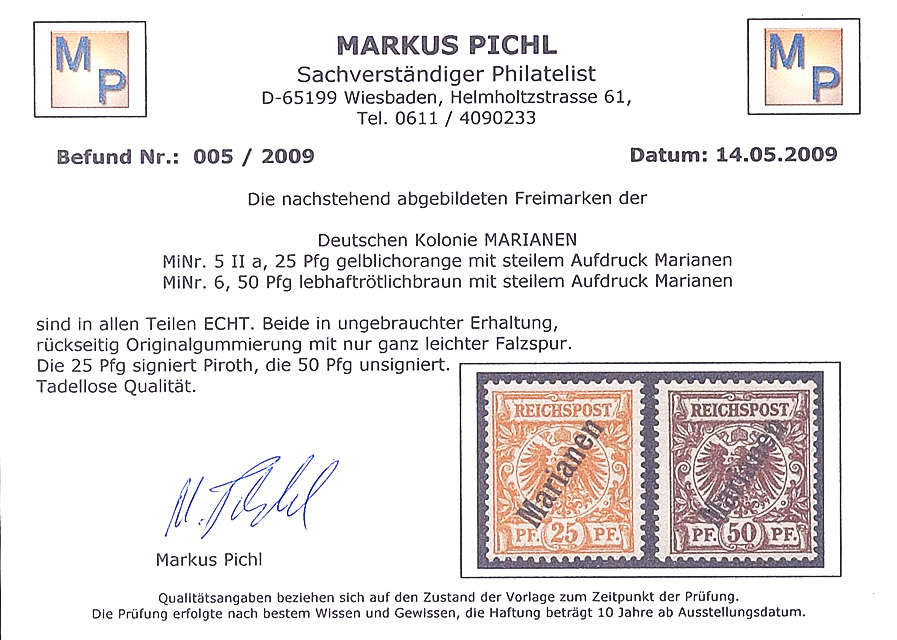 MP
MARKUS PICHL
MP
Sachverständiger Philatelist
D-65199 Wiesbaden, Helmholtzstrasse 61,
Tel. 0611 / 4090233
Befund Nr.: 005 / 2009
Datum: 14.05.2009
Die nachstehend abgebildeten Freimarken der
Deutschen Kolonie MARIANEN
MiNr. 5 II a, 25 Pfg gelblichorange mit steilem Aufdruck Marianen
MiNr. 6, 50 Pfg lebhaftrötlichbraun mit steilem Aufdruck Marianen
sind in allen Teilen ECHT. Beide in ungebrauchter Erhaltung,
rückseitig Originalgummierung mit nur ganz leichter Falzspur.
Die 25 Pfg signiert Piroth, die 50 Pfg unsigniert.
Tadellose Qualität.
REICHSPOST
Marianen
PF. 25 PF.
REICHSPOST
Marianen
PF. 50 PF.
M. Pichl
Markus Pichl
Qualitätsangaben beziehen sich auf den Zustand der Vorlage zum Zeitpunkt der Prüfung.
Die Prüfung erfolgte nach bestem Wissen und Gewissen, die Haftung beträgt 10 Jahre ab Ausstellungsdatum.